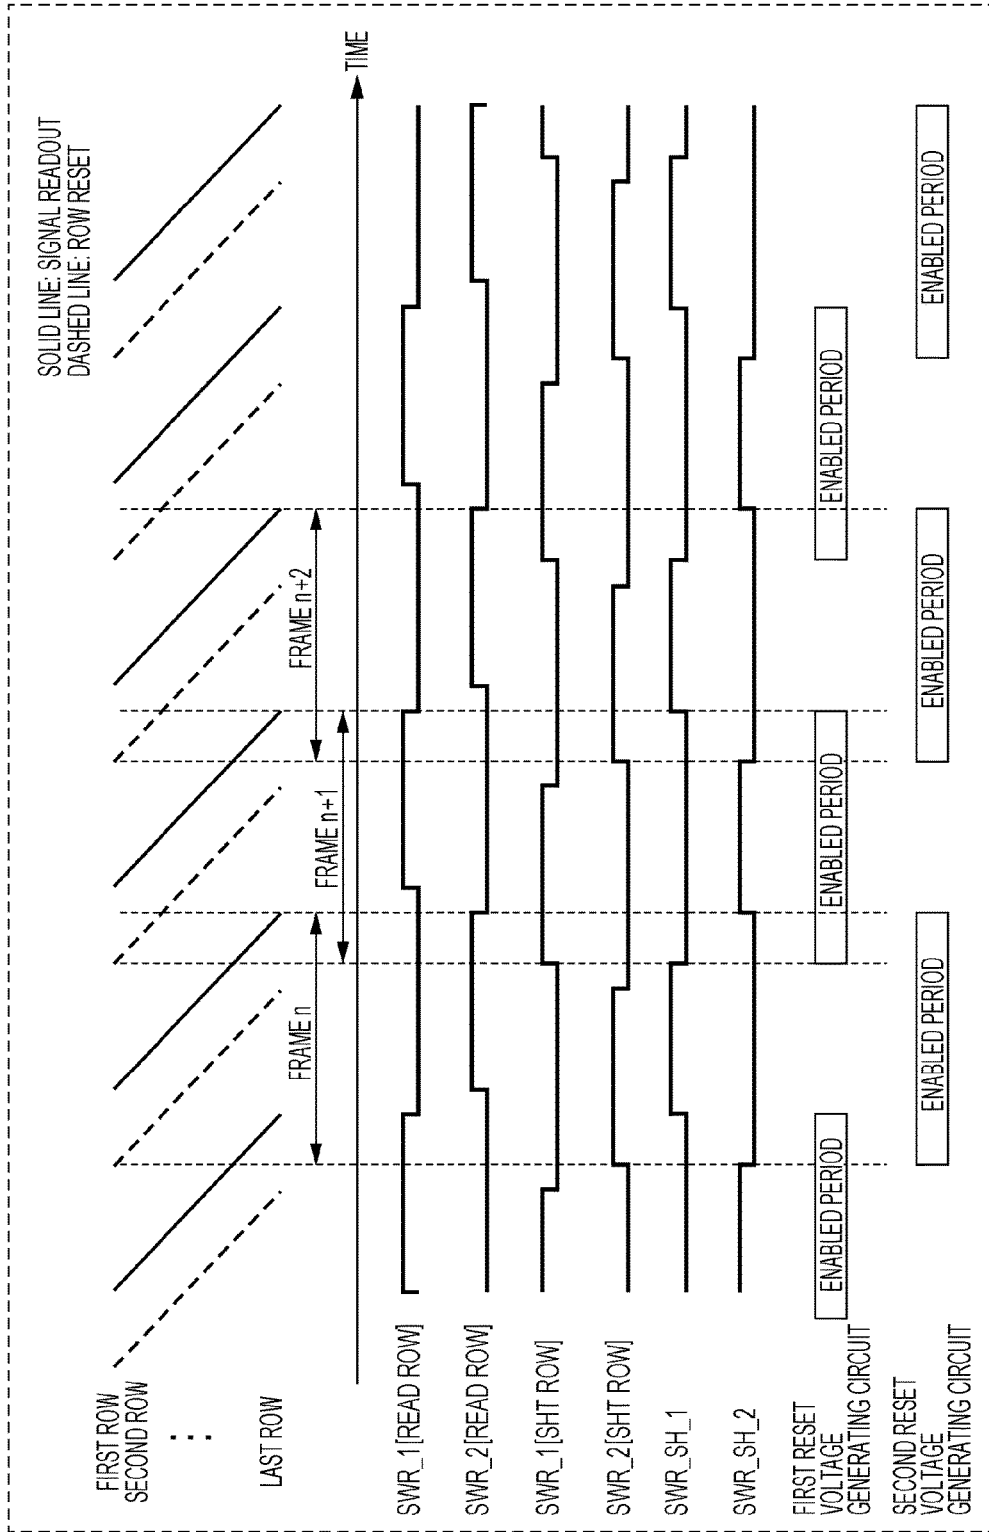 SOLID LINE: SIGNAL READOUT
DASHED LINE: ROW RESET
FIRST ROW
SECOND ROW
LAST ROW
FRAME n
FRAME n+1
FRAME n+2
TIME
SWR_1[READ ROW]
SWR_2[READ ROW]
SWR_1[SHT ROW]
SWR_2[SHT ROW]
SWR_SH_1
SWR_SH_2
FIRST RESET
VOLTAGE
GENERATING CIRCUIT
ENABLED PERIOD
ENABLED PERIOD
ENABLED PERIOD
SECOND RESET
VOLTAGE
GENERATING CIRCUIT
ENABLED PERIOD
ENABLED PERIOD
ENABLED PERIOD